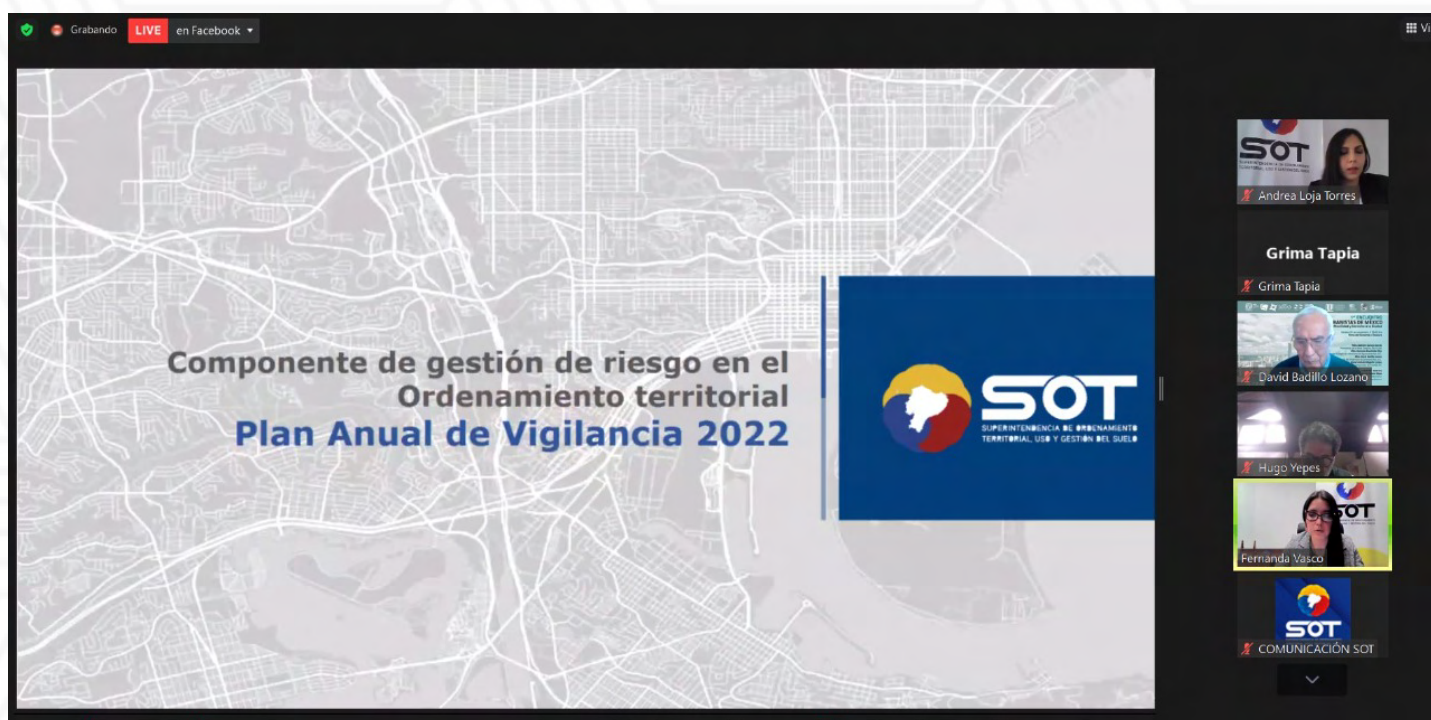 Grabando
LIVE
en Facebook
Vi
Componente de gestión de riesgo en el
Ordenamiento territorial
Plan Anual de Vigilancia 2022
SOT
SUPERINTENDENCIA DE ORDENAMIENTO
TERRITORIAL, USO Y GESTIÓN DEL SUELO
SOT
Andrea Loja Torres
Grima Tapia
Grima Tapia
David Badillo Lozano
Hugo Yepes
SOT
Fernanda Vasco
SOT
COMUNICACIÓN SOT